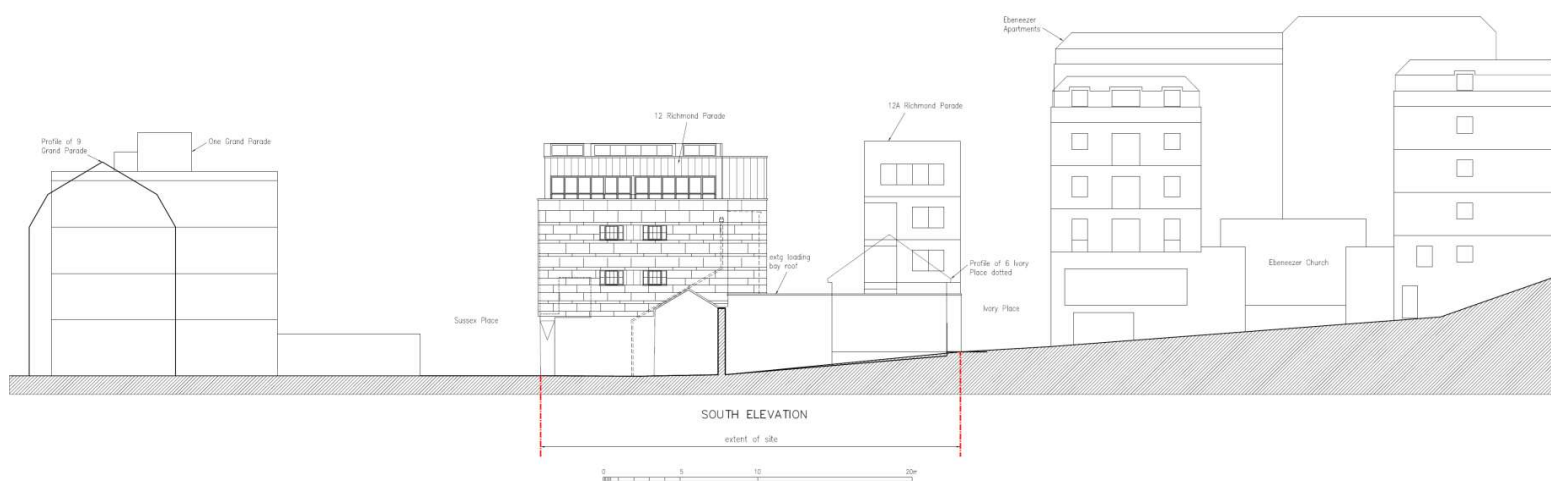 Ebeneezer
Apartments
12A Richmond Parade
12 Richmond Parade
Profile of 9
Grand Parade
One Grand Parade
extg loading
bay roof
Profile of 6 Ivory
Place dotted
Ebeneezer Church
Sussex Place
Ivory Place
SOUTH ELEVATION
extent of site
0 5 10 20m